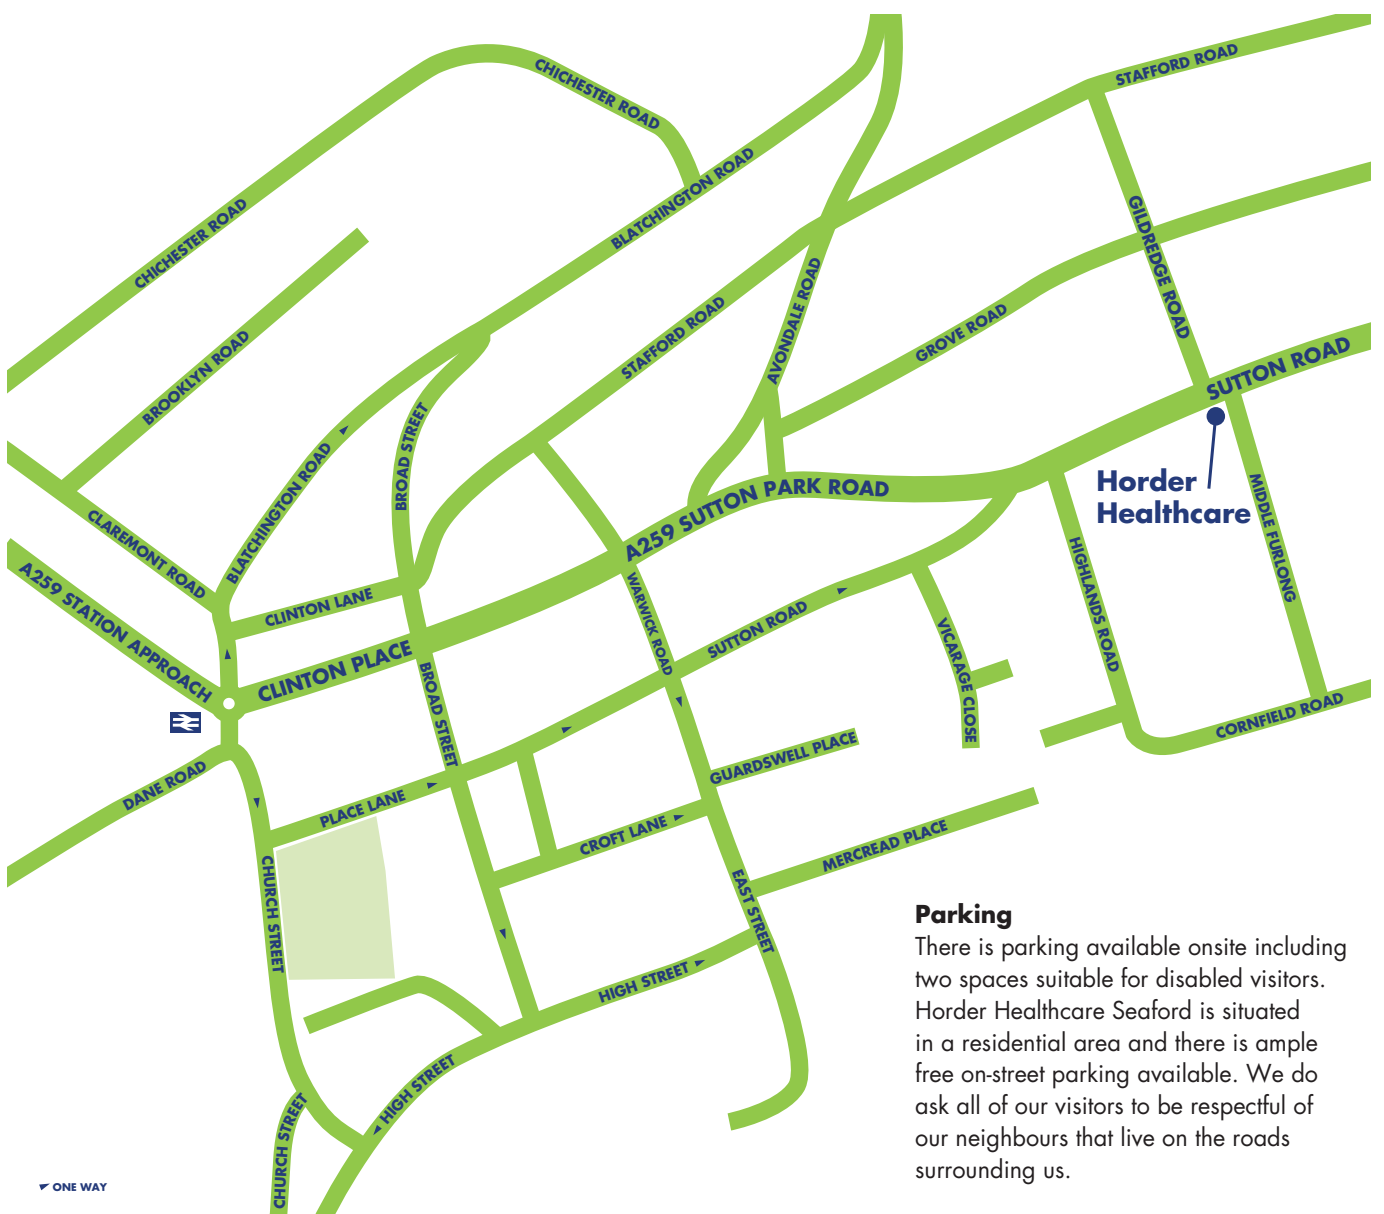 STAFFORD ROAD
CHICHESTER ROAD
BLATCHINGTON ROAD
CHICHESTER ROAD
GILDREDGE ROAD
AVONDALE ROAD
STAFFORD ROAD
GROVE ROAD
BROOKLYN ROAD
SUTTON ROAD
BROAD STREET
BLATCHINGTON ROAD
Horder
Healthcare
A259 SUTTON PARK ROAD
MIDDLE FURLONG
CLAREMONT ROAD
HIGHLANDS ROAD
A259 STATION APPROACH
CLINTON LANE
WARWICK ROAD
SUTTON ROAD
VICARAGE CLOSE
CLINTON PLACE
BROAD STREET
CORNFIELD ROAD
GUARDSWELL PLACE
DANE ROAD
PLACE LANE
CROFT LANE
MERCREAD PLACE
CHURCH STREET
EAST STREET
HIGH STREET
HIGH STREET
CHURCH STREET
ONE WAY
Parking
There is parking available onsite including
two spaces suitable for disabled visitors.
Horder Healthcare Seaford is situated
in a residential area and there is ample
free on-street parking available. We do
ask all of our visitors to be respectful of
our neighbours that live on the roads
surrounding us.